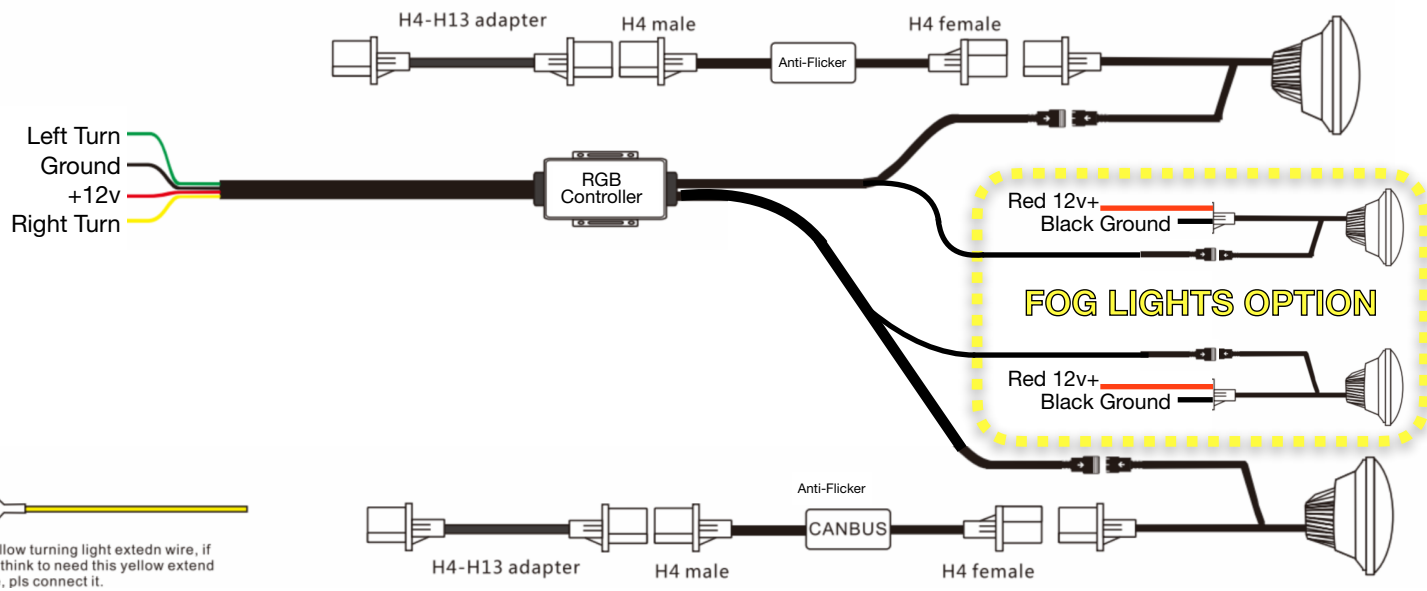 H4-H13 adapter
H4 male
H4 female
Anti-Flicker
Left Turn
Ground
+12v
Right Turn
RGB
Controller
Red 12v+
Black Ground
FOG LIGHTS OPTION
Red 12v+
Black Ground
Anti-Flicker
CANBUS
H4-H13 adapter
H4 male
H4 female
llow turning light extedn wire, if
think to need this yellow extend
, pls connect it.